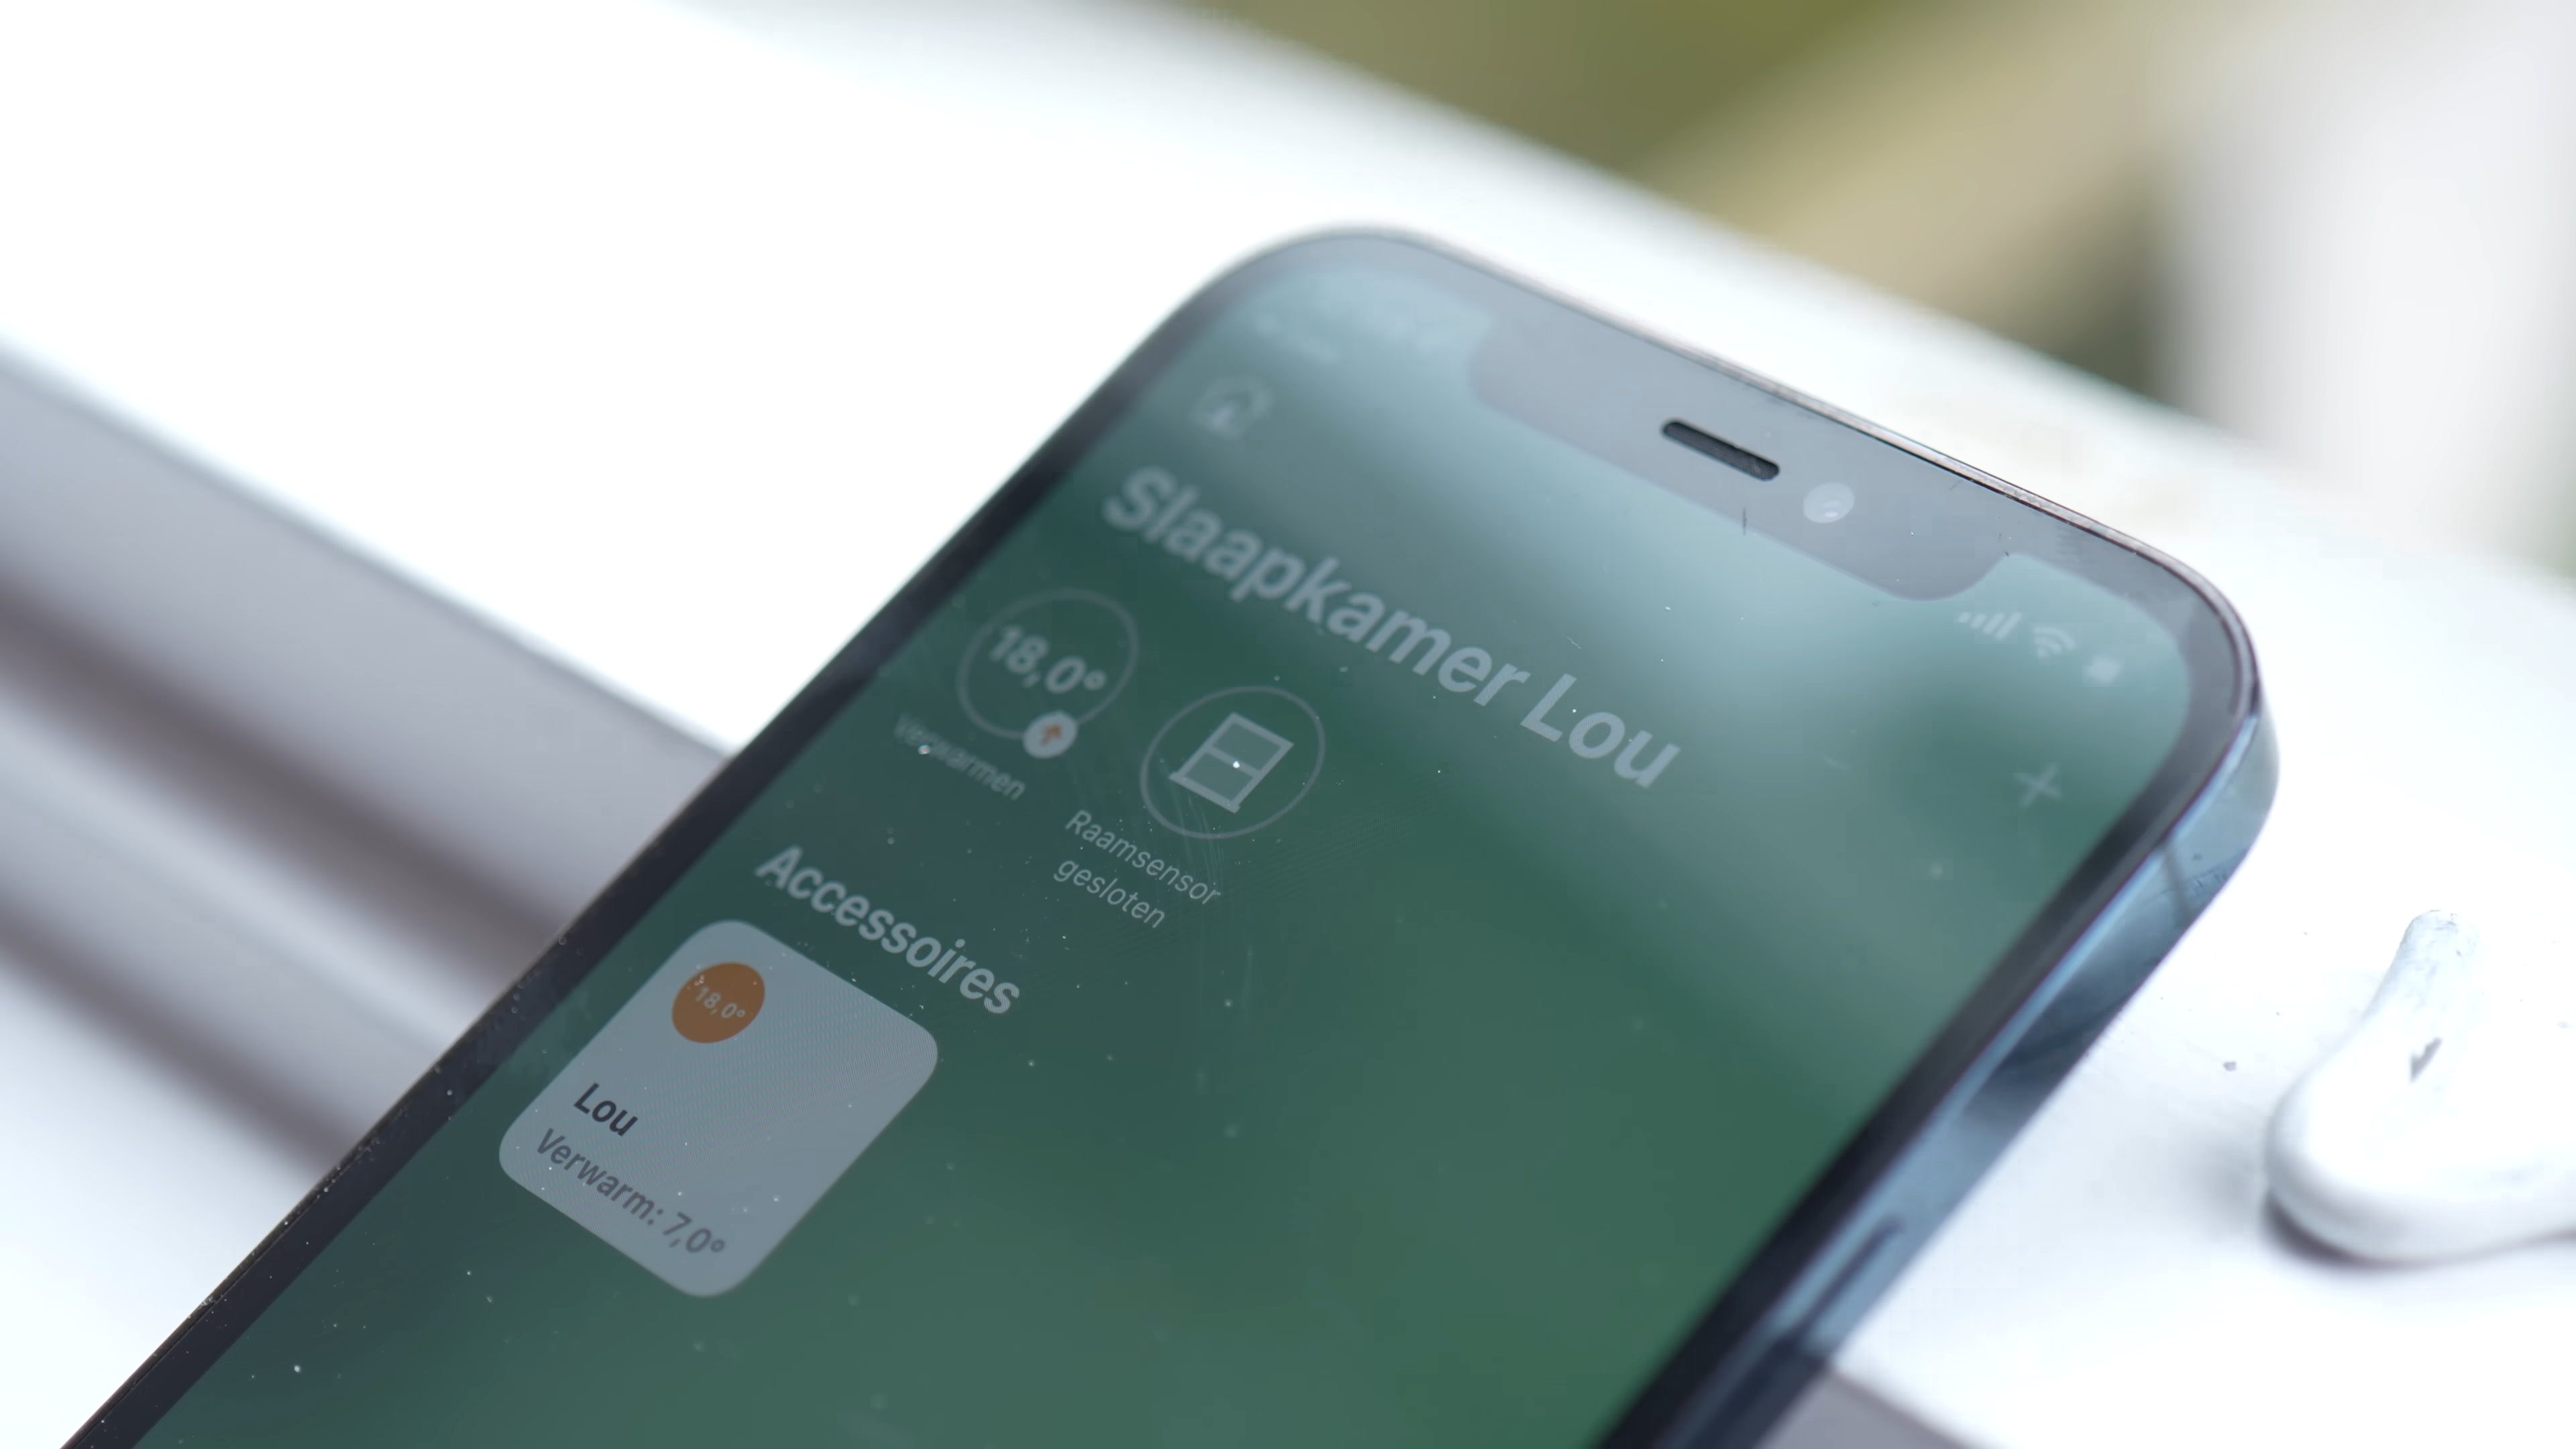 Slaapkamer Lou
18,0°
Verwarmen
Raamsensor
gesloten
Accessoires
18,0°
Lou
Verwarm: 7,0°